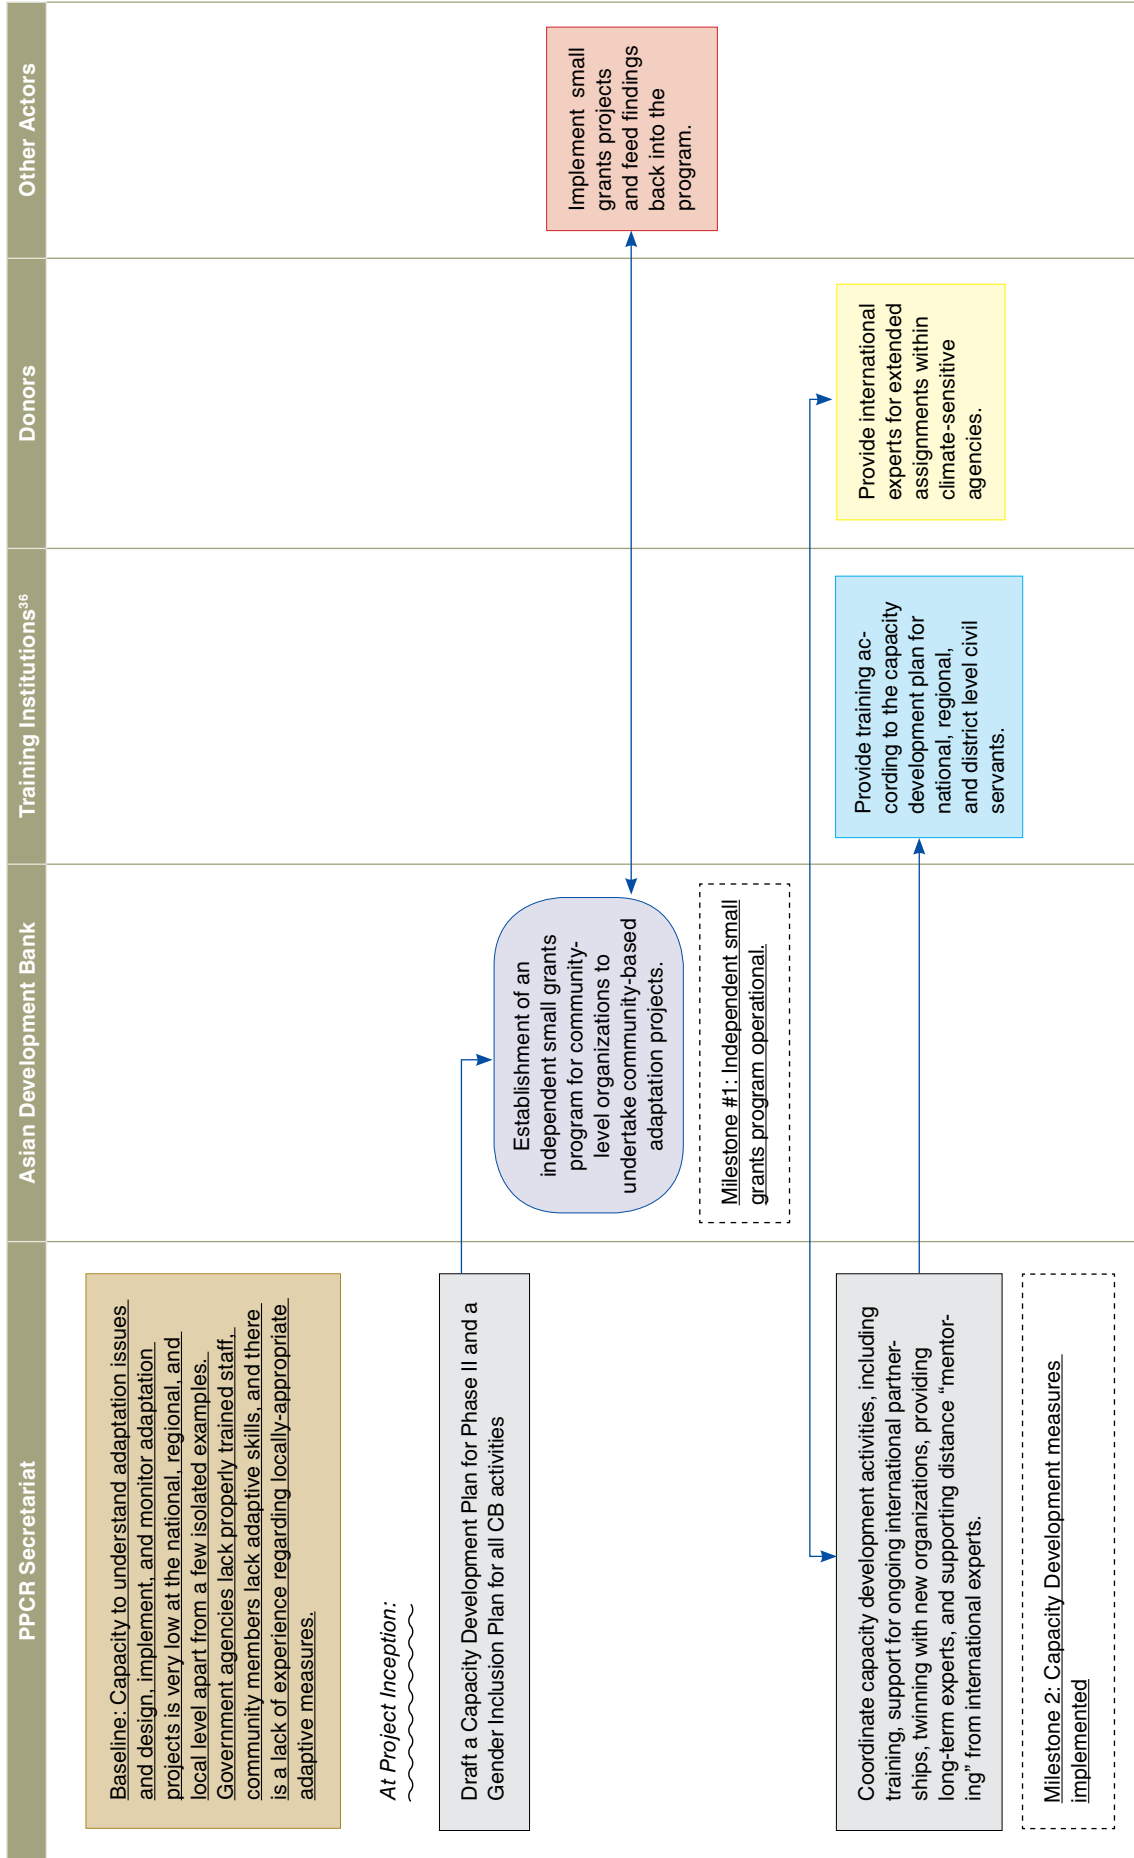 PPCR Secretariat
Asian Development Bank
Training Institutions36
Donors
Other Actors
Baseline: Capacity to understand adaptation issues
and design, implement, and monitor adaptation
projects is very low at the national, regional, and
local level apart from a few isolated examples.
Government agencies lack properly trained staff,
community members lack adaptive skills, and there
is a lack of experience regarding locally-appropriate
adaptive measures.
At Project Inception:
Draft a Capacity Development Plan for Phase II and a
Gender Inclusion Plan for all CB activities
Establishment of an
independent small grants
program for community-
level organizations to
undertake community-based
adaptation projects.
Implement small
grants projects
and feed findings
back into the
program.
Milestone #1: Independent small
grants program operational.
Coordinate capacity development activities, including
training, support for ongoing international partner-
ships, twinning with new organizations, providing
long-term experts, and supporting distance “mentor-
ing” from international experts.
Provide training ac-
cording to the capacity
development plan for
national, regional,
and district level civil
servants.
Provide international
experts for extended
assignments within
climate-sensitive
agencies.
Milestone 2: Capacity Development measures
implemented